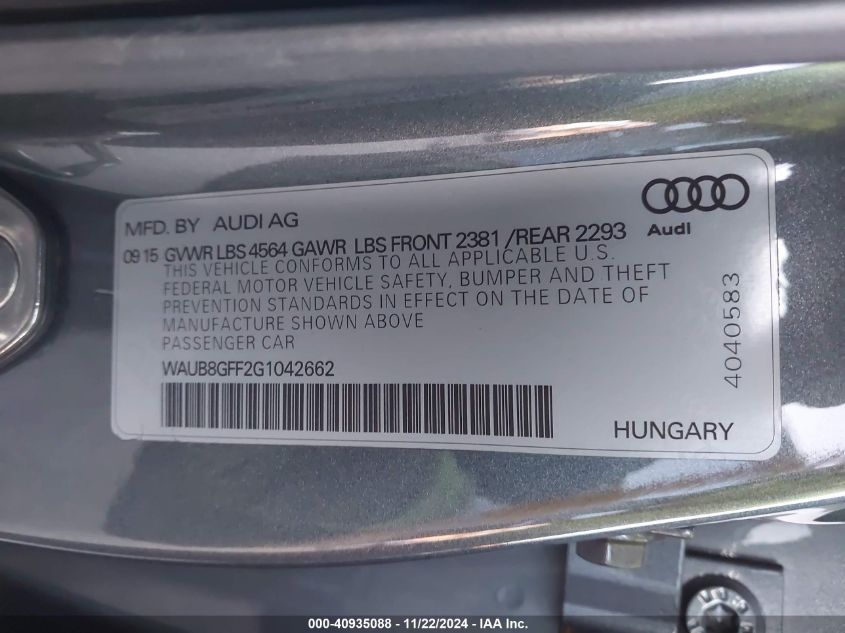 MFD. BY AUDI AG
Audi
09 15 GVWR LBS 4564 GAWR LBS FRONT 2381 /REAR 2293
THIS VEHICLE CONFORMS TO ALL APPLICABLE U.S.
FEDERAL MOTOR VEHICLE SAFETY, BUMPER AND THEFT
PREVENTION STANDARDS IN EFFECT ON THE DATE OF
MANUFACTURE SHOWN ABOVE
PASSENGER CAR
WAUB8GFF2G1042662
4040583
HUNGARY
000-40935088 - 11/22/2024 - IAA Inc.